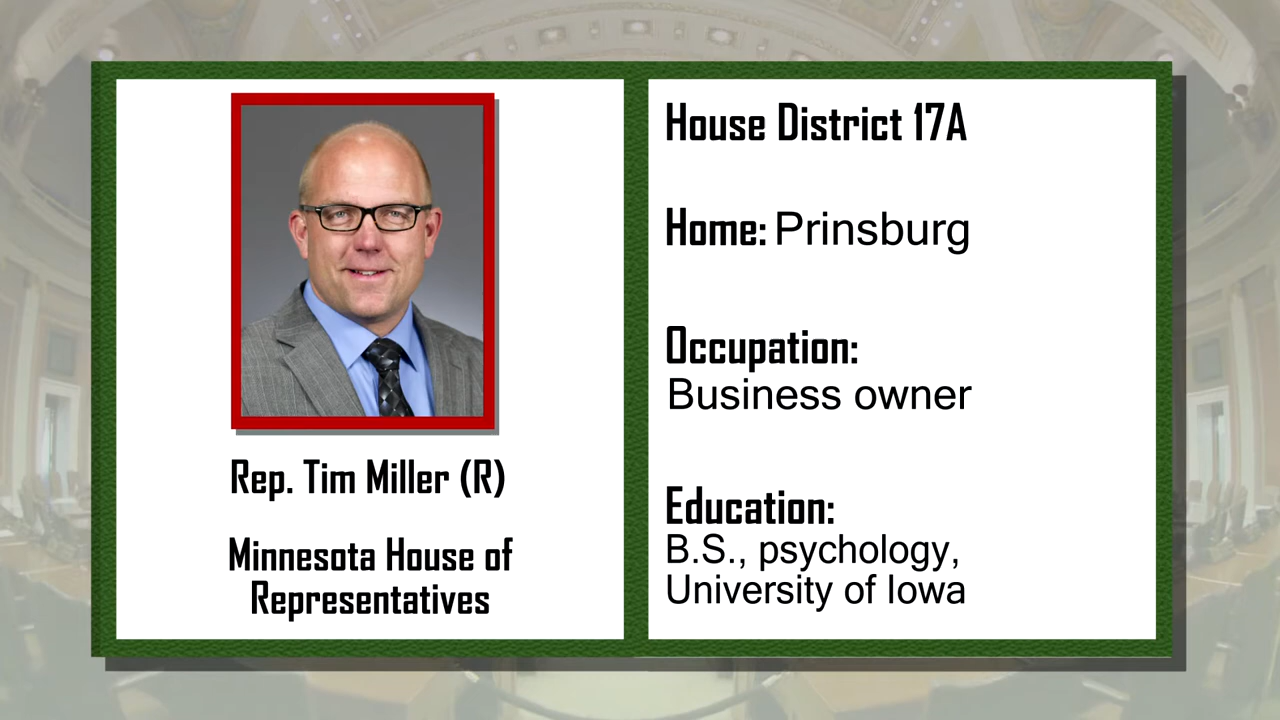 Rep. Tim Miller (R)
Minnesota House of
Representatives
House District 17A
Home: Prinsburg
Occupation:
Business owner
Education:
B.S., psychology,
University of Iowa